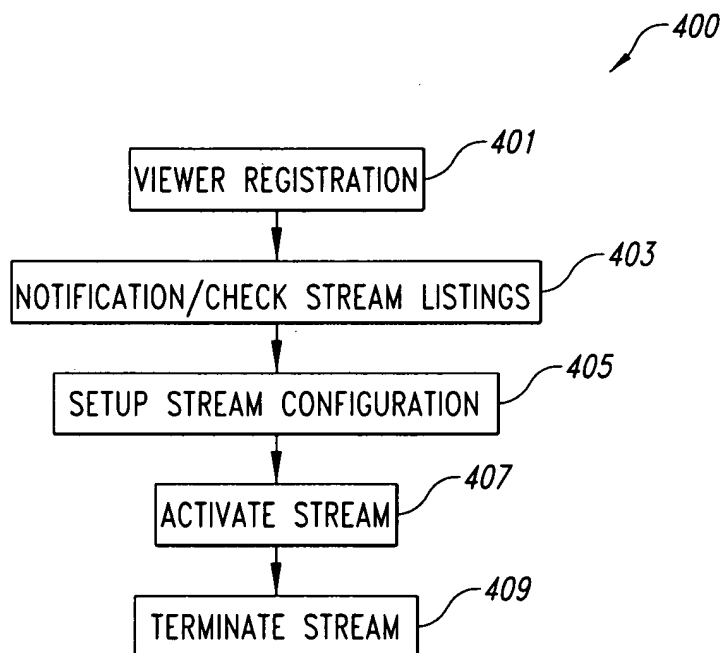 400
401
VIEWER REGISTRATION
403
NOTIFICATION/CHECK STREAM LISTINGS
405
SETUP STREAM CONFIGURATION
407
ACTIVATE STREAM
409
TERMINATE STREAM